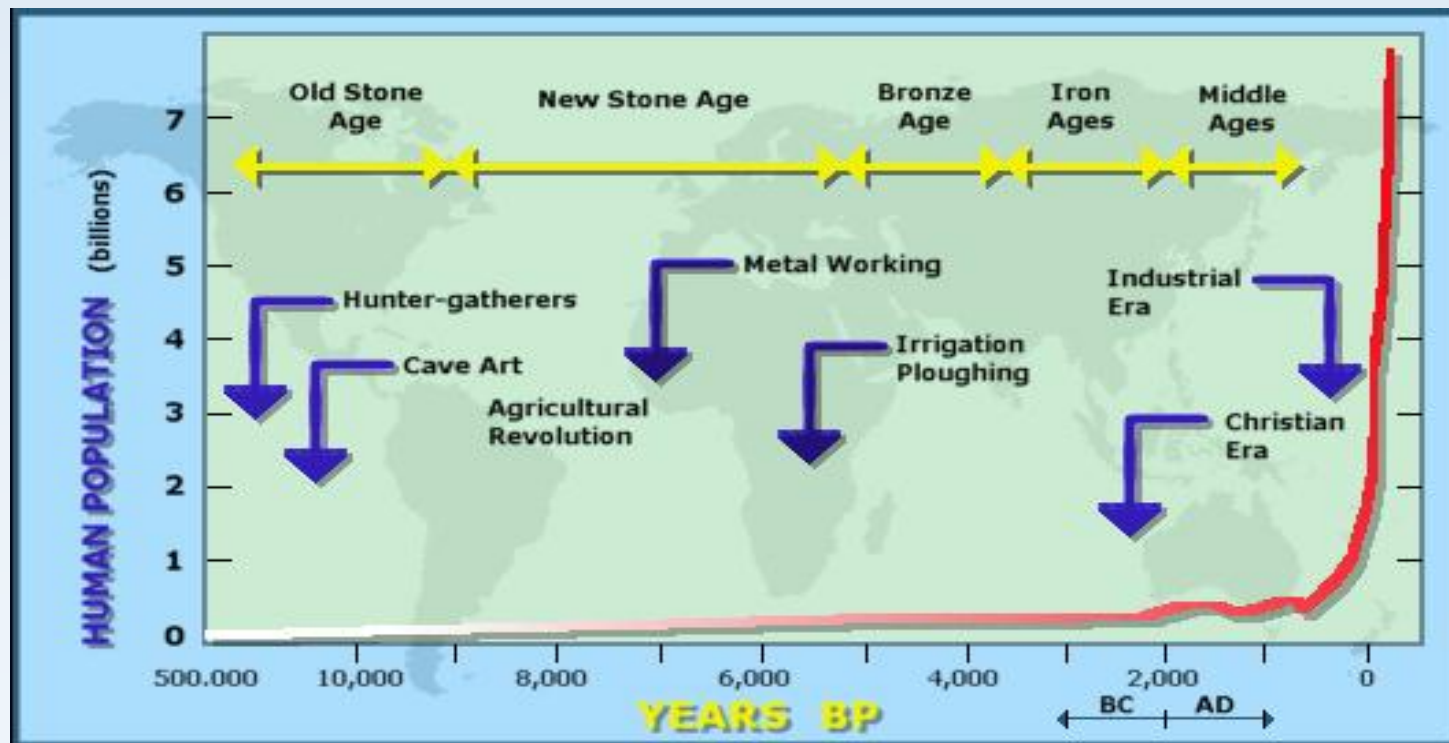 Old Stone
Age
New Stone Age
Bronze
Age
Iron
Ages
Middle
Ages
HUMAN POPULATION (billions)
7
6
5
4
3
2
1
0
Hunter-gatherers
Cave Art
Agricultural
Revolution
Metal Working
Irrigation
Ploughing
Industrial
Era
Christian
Era
500.000 10,000 8,000 6,000 4,000 2,000 0
YEARS BP
BC AD